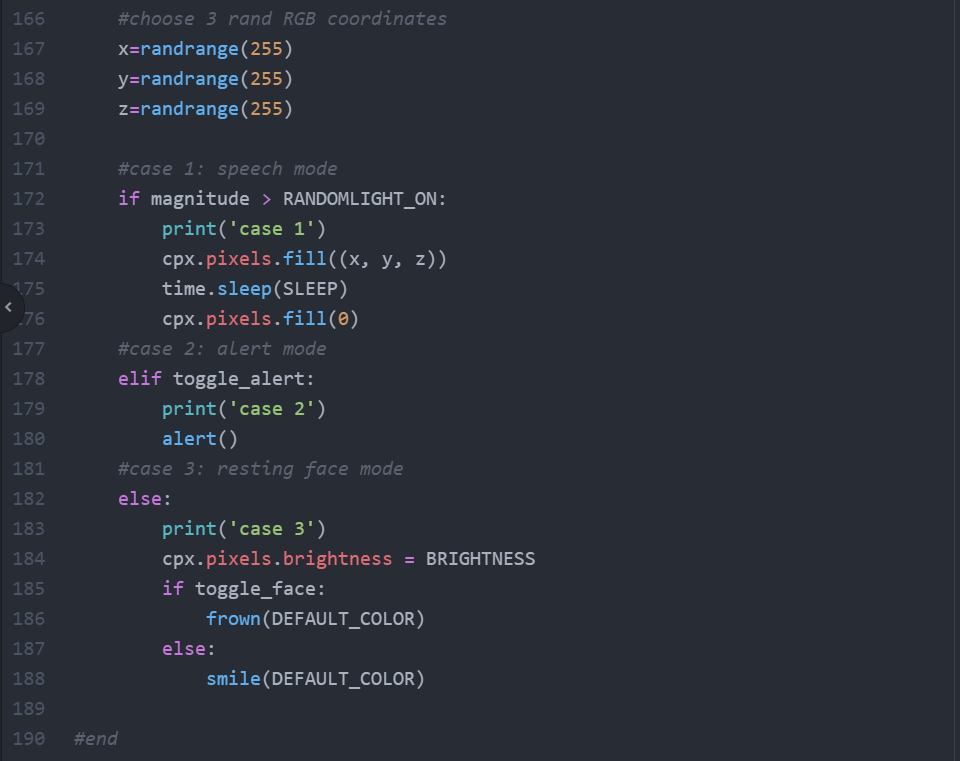 166 #choose 3 rand RGB coordinates
167 x=randrange(255)
168 y=randrange(255)
169 z=randrange(255)
170
171 #case 1: speech mode
172 if magnitude > RANDOMLIGHT_ON:
173 print('case 1')
174 cpx.pixels.fill((x, y, z))
175 time.sleep(SLEEP)
176 cpx.pixels.fill(0)
177 #case 2: alert mode
178 elif toggle_alert:
179 print('case 2')
180 alert()
181 #case 3: resting face mode
182 else:
183 print('case 3')
184 cpx.pixels.brightness = BRIGHTNESS
185 if toggle_face:
186 frown(DEFAULT_COLOR)
187 else:
188 smile(DEFAULT_COLOR)
189
190 #end